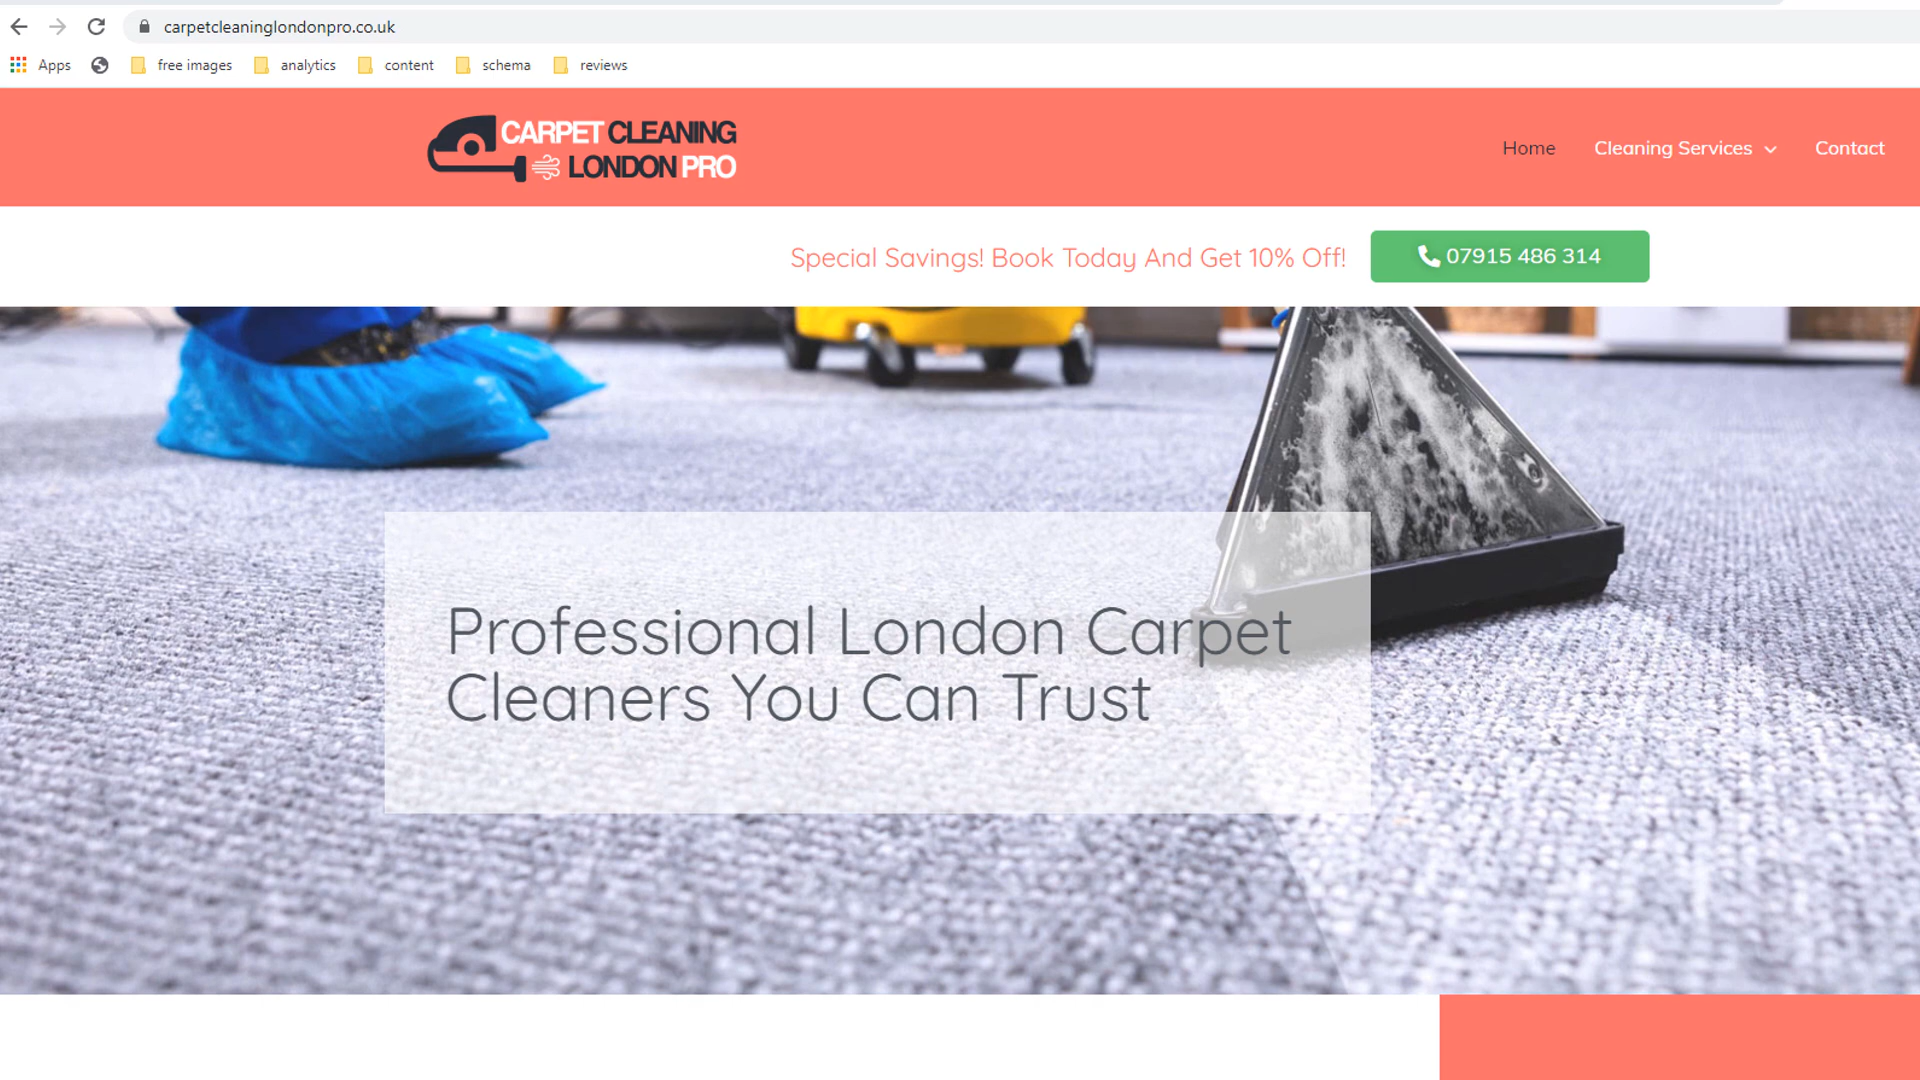 carpetcleaninglondonpro.co.uk
Apps free images analytics content schema reviews
CARPET CLEANING
LONDON PRO
Home Cleaning Services Contact
Special Savings! Book Today And Get 10% Off! 07915 486 314
Professional London Carpet
Cleaners You Can Trust